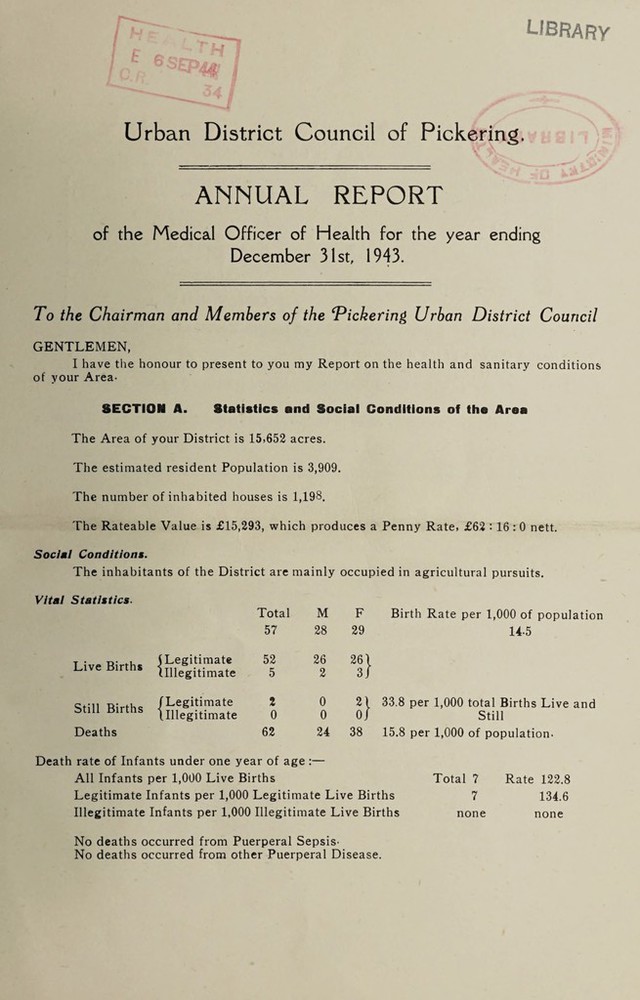 LIBRARY
HEALTH
6 SEP 44
O.R. 34
MINISTRY OF HEALTH LIBRARY
Urban District Council of Pickering.
ANNUAL REPORT
of the Medical Officer of Health for the year ending
December 31st, 1943.
To the Chairman and Members of the Pickering Urban District Council
GENTLEMEN,
I have the honour to present to you my Report on the health and sanitary conditions
of your Area.
SECTION A. Statistics and Social Conditions of the Area
The Area of your District is 15,652 acres.
The estimated resident Population is 3,909.
The number of inhabited houses is 1,198.
The Rateable Value is £15,293, which produces a Penny Rate, £62 : 16 : 0 nett.
Social Conditions.
The inhabitants of the District are mainly occupied in agricultural pursuits.
Vital Statistics.
Total M F Birth Rate per 1,000 of population
57 28 29 14.5
Live Births { Legitimate 52 26 26 }
{ Illegitimate 5 2 3 }
Still Births { Legitimate 2 0 2 } 33.8 per 1,000 total Births Live and
{ Illegitimate 0 0 0 } Still
Deaths 62 24 38 15.8 per 1,000 of population.
Death rate of Infants under one year of age :—
All Infants per 1,000 Live Births Total 7 Rate 122.8
Legitimate Infants per 1,000 Legitimate Live Births 7 134.6
Illegitimate Infants per 1,000 Illegitimate Live Births none none
No deaths occurred from Puerperal Sepsis.
No deaths occurred from other Puerperal Disease.